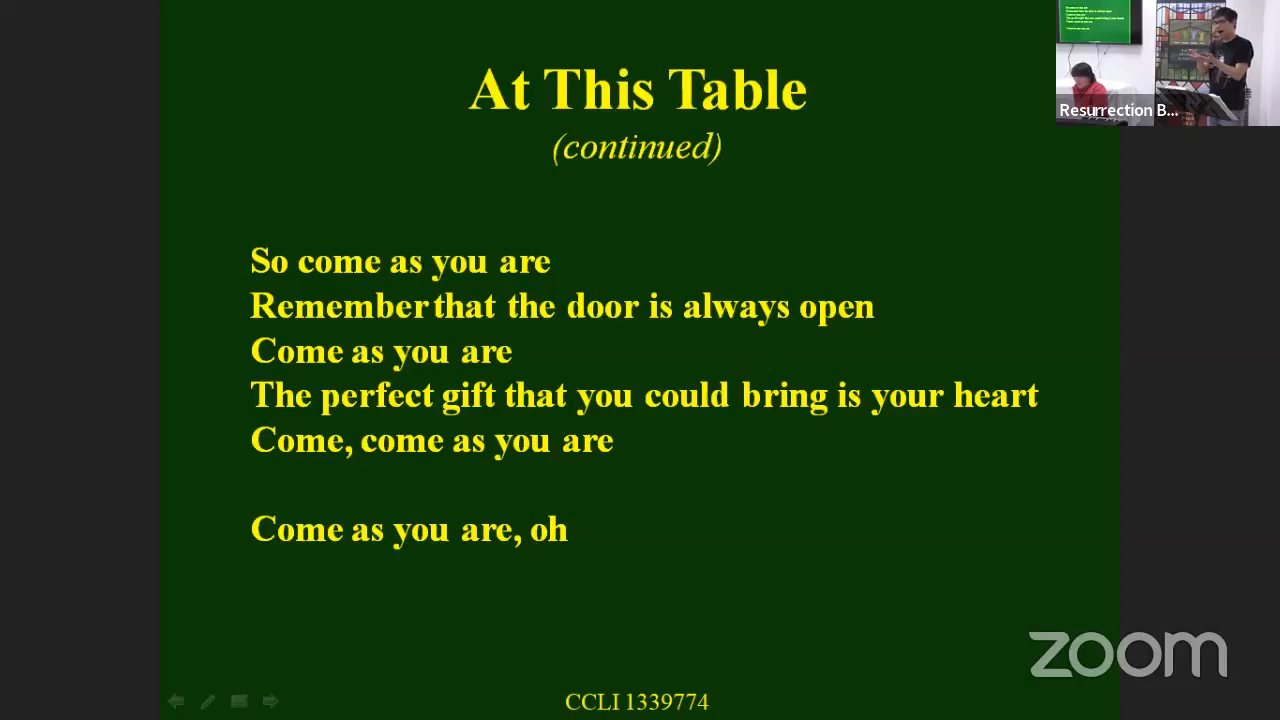 At This Table
(continued)
So come as you are
Remember that the door is always open
Come as you are
The perfect gift that you could bring is your heart
Come, come as you are
Come as you are, oh
CCLI 1339774
Resurrection B...
zoom